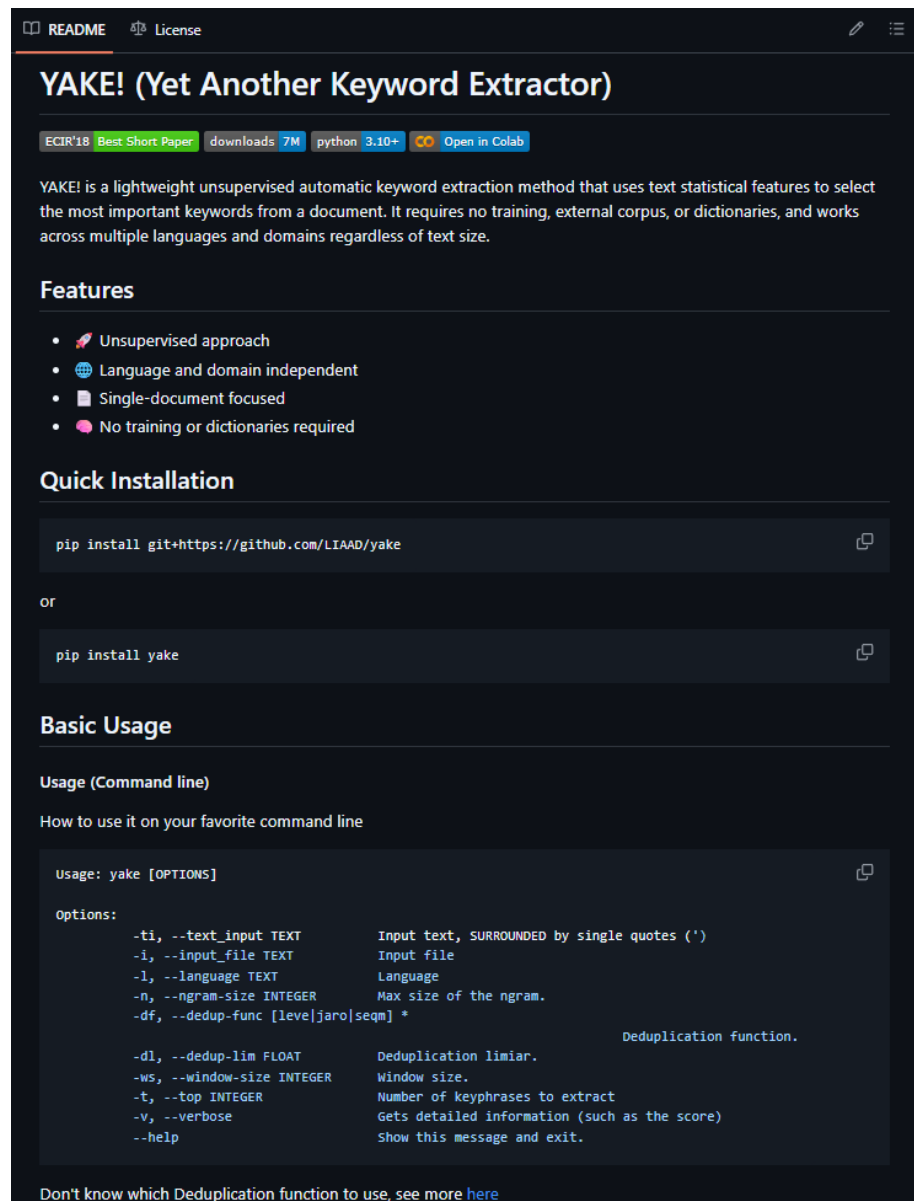 README License
YAKE! (Yet Another Keyword Extractor)
ECIR'18 Best Short Paper downloads 7M python 3.10+ CO Open in Colab
YAKE! is a lightweight unsupervised automatic keyword extraction method that uses text statistical features to select
the most important keywords from a document. It requires no training, external corpus, or dictionaries, and works
across multiple languages and domains regardless of text size.
Features
• 🚀 Unsupervised approach
• 🌐 Language and domain independent
• 📄 Single-document focused
• 🧠 No training or dictionaries required
Quick Installation
pip install git+https://github.com/LIAAD/yake
or
pip install yake
Basic Usage
Usage (Command line)
How to use it on your favorite command line
Usage: yake [OPTIONS]
Options:
-ti, --text_input TEXT Input text, SURROUNDED by single quotes (')
-i, --input_file TEXT Input file
-l, --language TEXT Language
-n, --ngram-size INTEGER Max size of the ngram.
-df, --dedup-func [leve|jaro|seqm] *
Deduplication function.
-dl, --dedup-lim FLOAT Deduplication limiar.
-ws, --window-size INTEGER Window size.
-t, --top INTEGER Number of keyphrases to extract
-v, --verbose Gets detailed information (such as the score)
--help Show this message and exit.
Don't know which Deduplication function to use, see more here